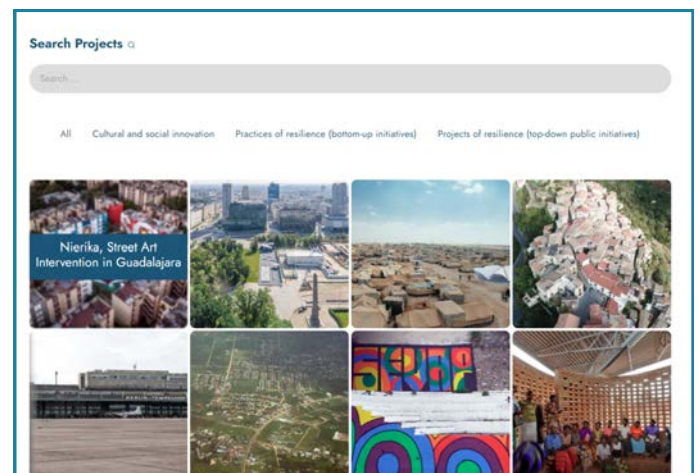 Search Projects
Search ...
All Cultural and social innovation Practices of resilience (bottom-up initiatives) Projects of resilience (top-down public initiatives)
Nierika, Street Art
Intervention in Guadalajara